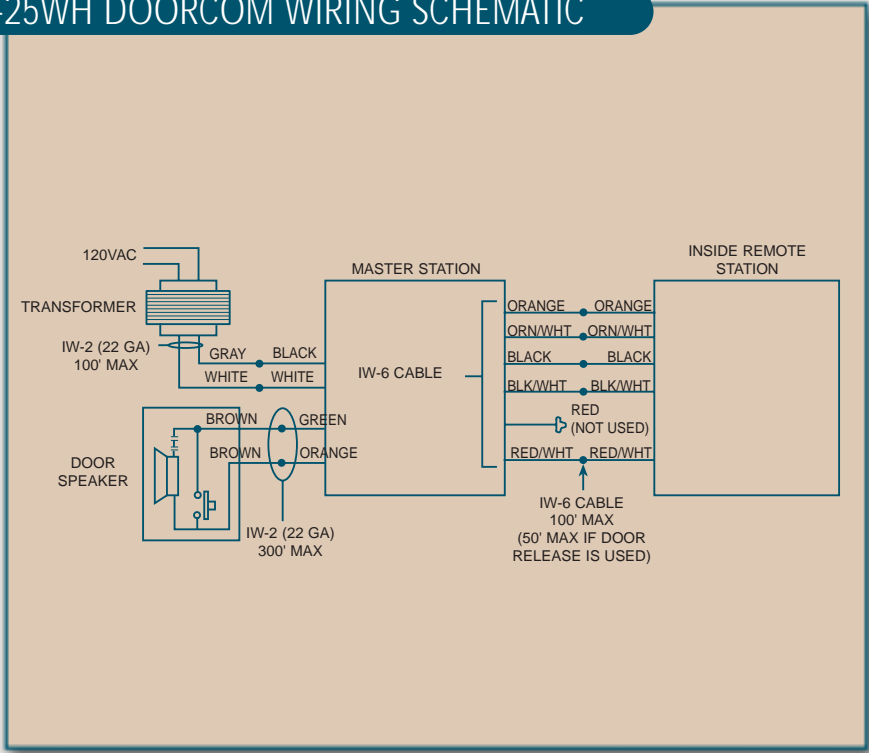 -25WH DOORCOM WIRING SCHEMATIC
120VAC
TRANSFORMER
IW-2 (22 GA)
100' MAX
GRAY
BLACK
WHITE
WHITE
MASTER STATION
IW-6 CABLE
INSIDE REMOTE
STATION
ORANGE
ORANGE
ORN/WHT
ORN/WHT
BLACK
BLACK
BLK/WHT
BLK/WHT
RED
(NOT USED)
RED/WHT
RED/WHT
IW-6 CABLE
100' MAX
(50' MAX IF DOOR
RELEASE IS USED)
DOOR
SPEAKER
BROWN
GREEN
BROWN
ORANGE
IW-2 (22 GA)
300' MAX